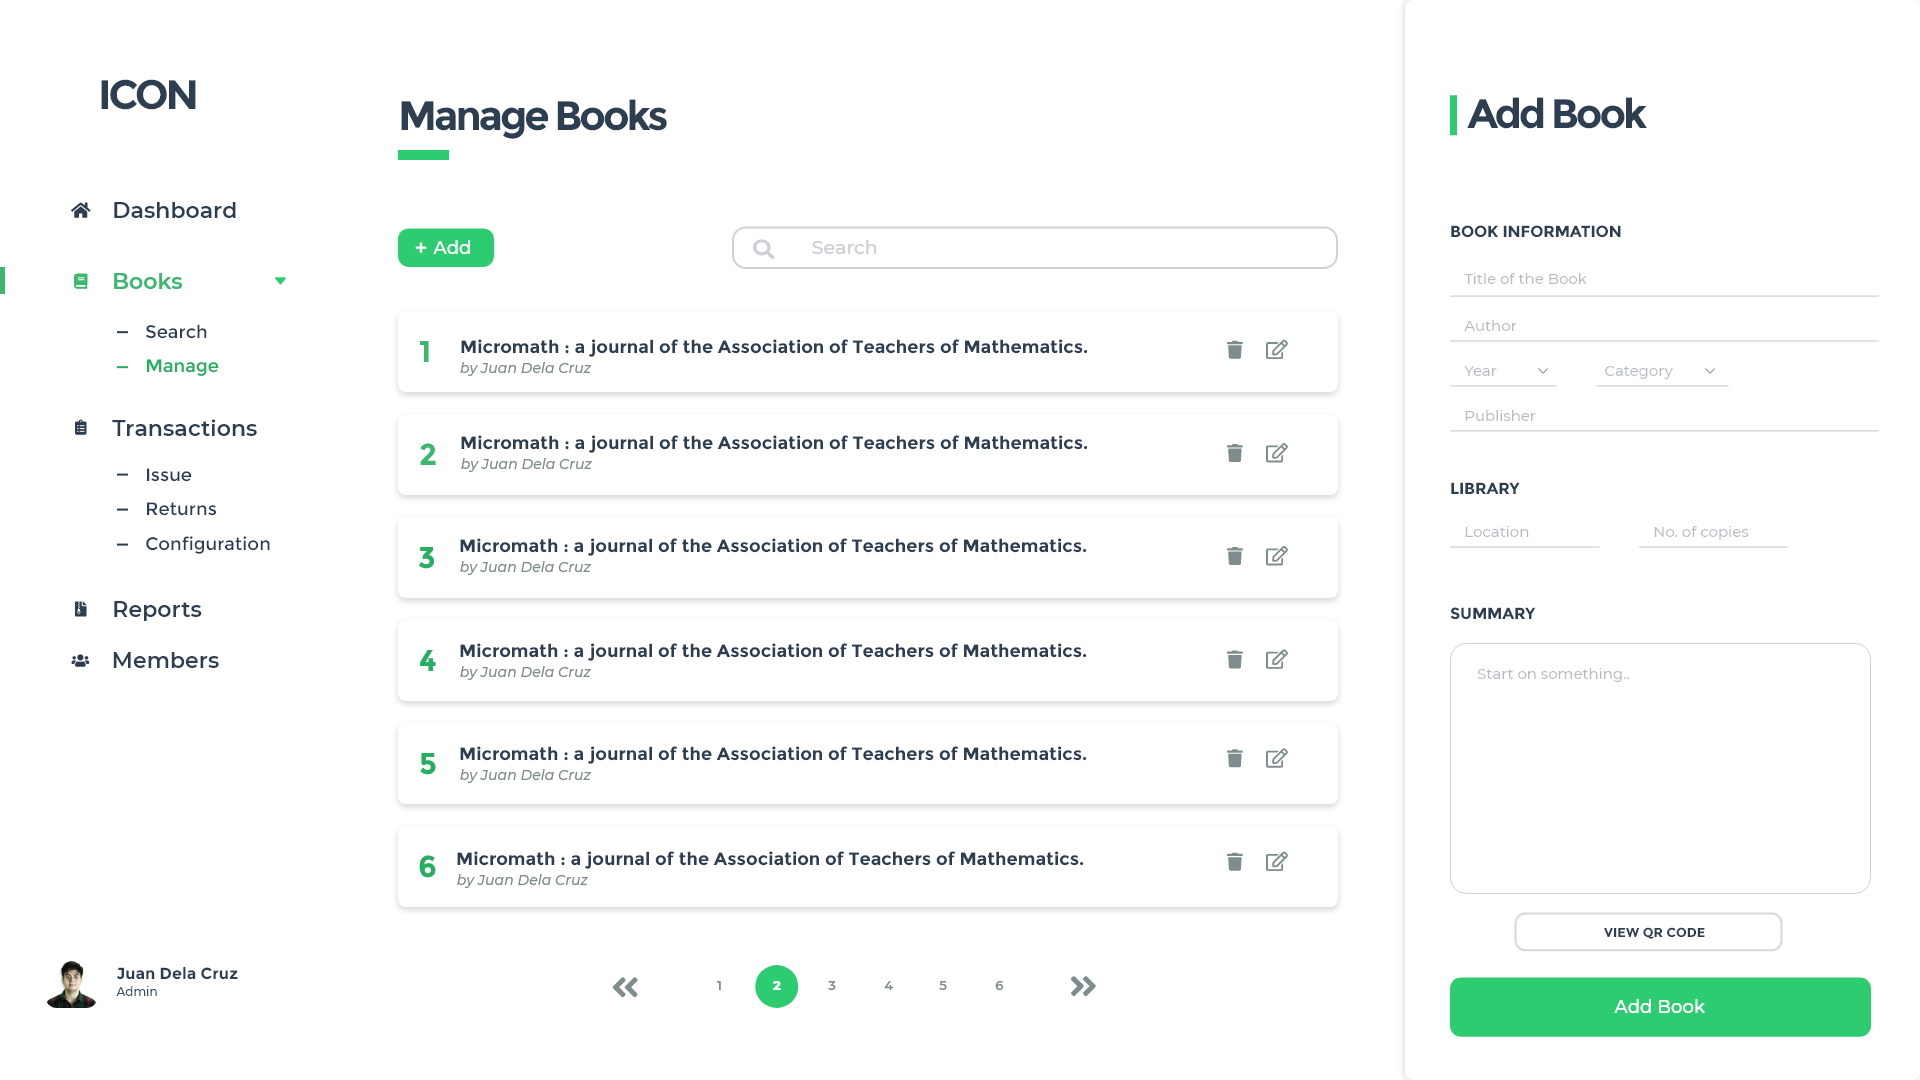 ICON
Dashboard
Books
Search
Manage
Transactions
Issue
Returns
Configuration
Reports
Members
Juan Dela Cruz
Admin
Manage Books
+ Add
Search
1
Micromath : a journal of the Association of Teachers of Mathematics.
by Juan Dela Cruz
2
Micromath : a journal of the Association of Teachers of Mathematics.
by Juan Dela Cruz
3
Micromath : a journal of the Association of Teachers of Mathematics.
by Juan Dela Cruz
4
Micromath : a journal of the Association of Teachers of Mathematics.
by Juan Dela Cruz
5
Micromath : a journal of the Association of Teachers of Mathematics.
by Juan Dela Cruz
6
Micromath : a journal of the Association of Teachers of Mathematics.
by Juan Dela Cruz
1 2 3 4 5 6
Add Book
BOOK INFORMATION
Title of the Book
Author
Year Category
Publisher
LIBRARY
Location No. of copies
SUMMARY
Start on something..
VIEW QR CODE
Add Book